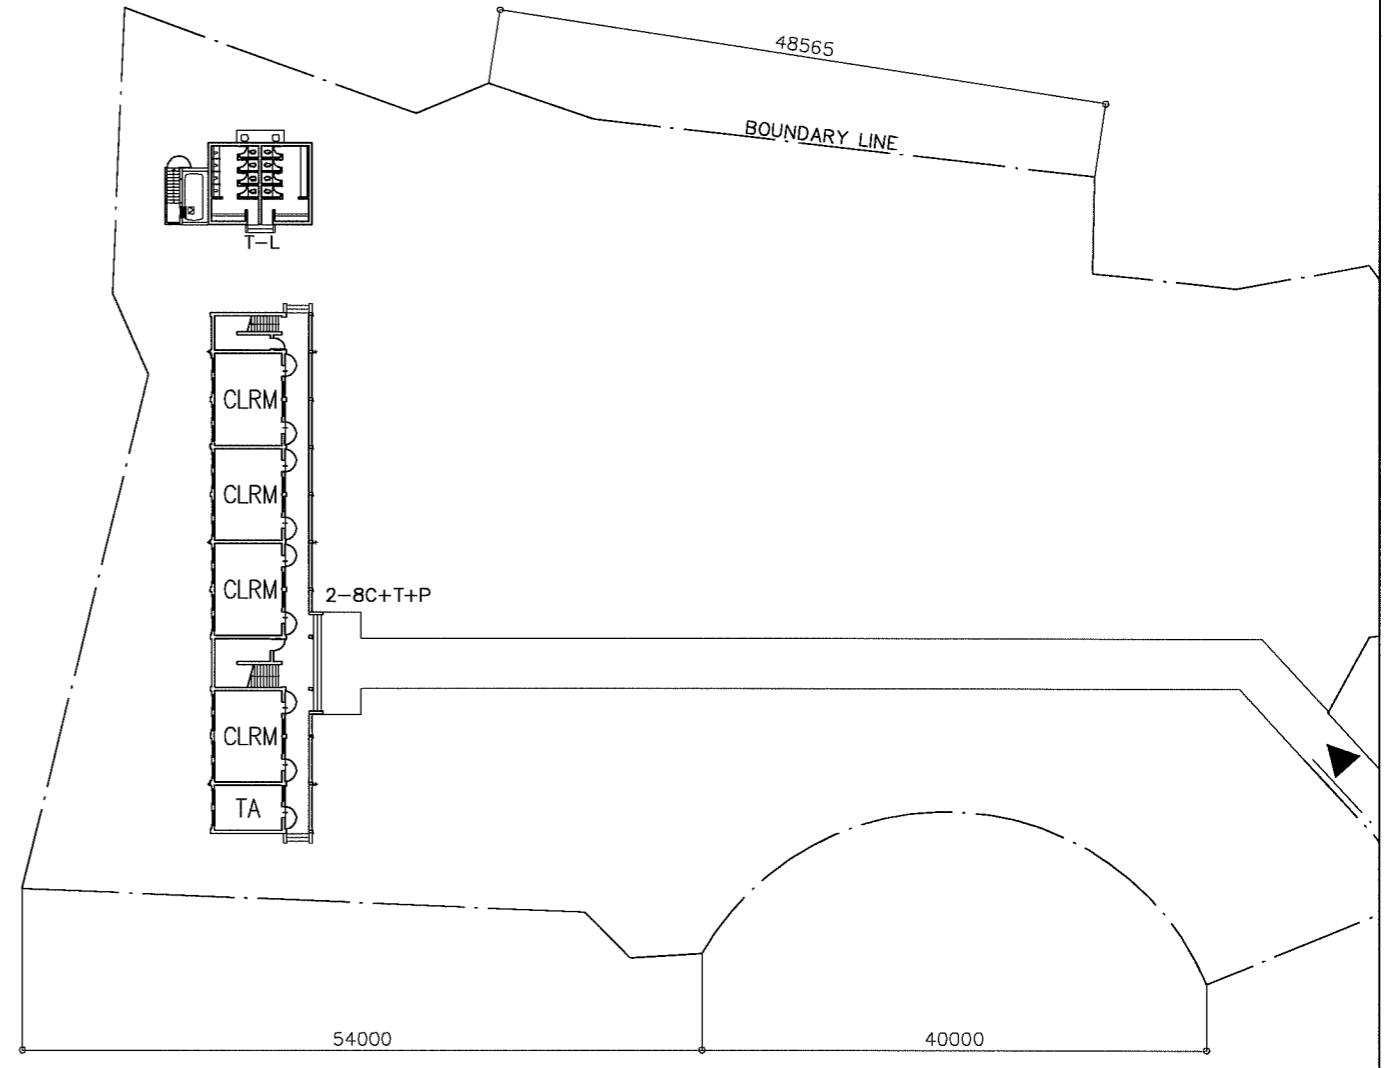 48565
BOUNDARY LINE
T-L
CLRM
CLRM
CLRM
2-8C+T+P
CLRM
TA
54000
40000